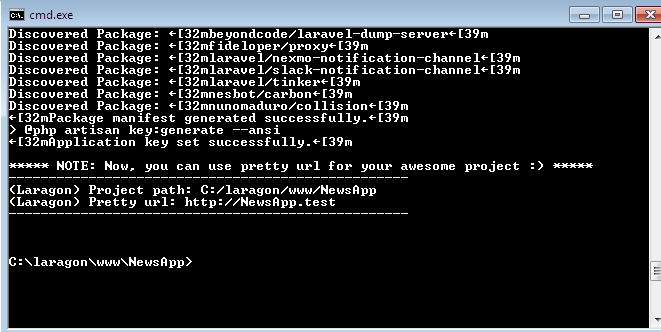 cmd.exe
Discovered Package: ←[32mbeyondcode/laravel-dump-server←[39m
Discovered Package: ←[32mfideloper/proxy←[39m
Discovered Package: ←[32mlaravel/nexmo-notification-channel←[39m
Discovered Package: ←[32mlaravel/slack-notification-channel←[39m
Discovered Package: ←[32mlaravel/tinker←[39m
Discovered Package: ←[32mnesbot/carbon←[39m
Discovered Package: ←[32mnunomaduro/collision←[39m
←[32mPackage manifest generated successfully.←[39m
> @php artisan key:generate --ansi
←[32mApplication key set successfully.←[39m
***** NOTE: Now, you can use pretty url for your awesome project :) *****
--------------------------------------------------
(Laragon) Project path: C:/laragon/www/NewsApp
(Laragon) Pretty url: http://NewsApp.test
--------------------------------------------------
C:\laragon\www\NewsApp>